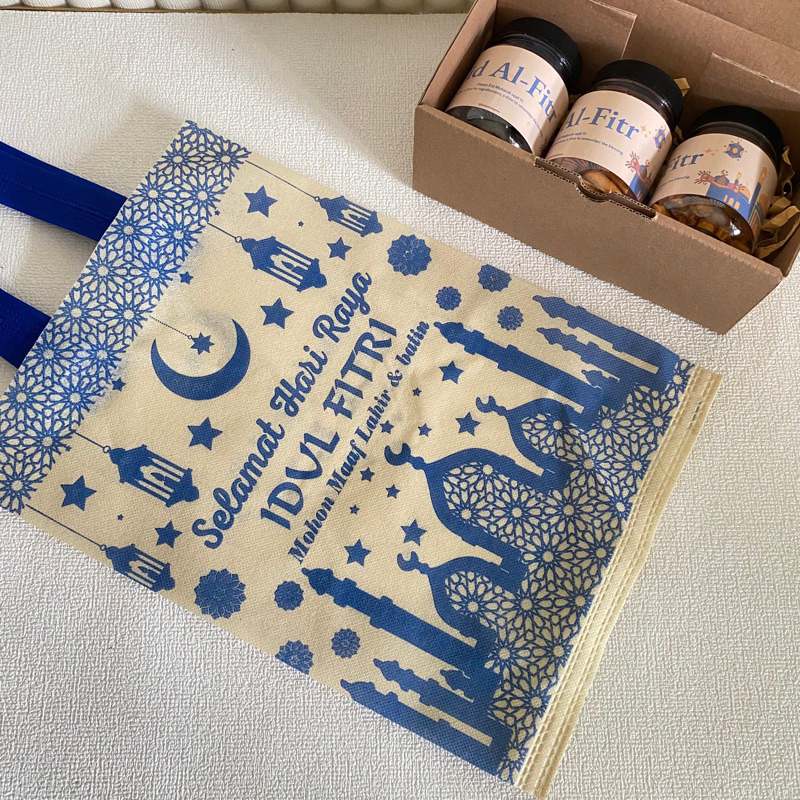 Selamat Hari Raya
IDUL FITRI
Mohon Maaf Lahir & batin
d Al-Fitr
Al-Fitr
Fitr